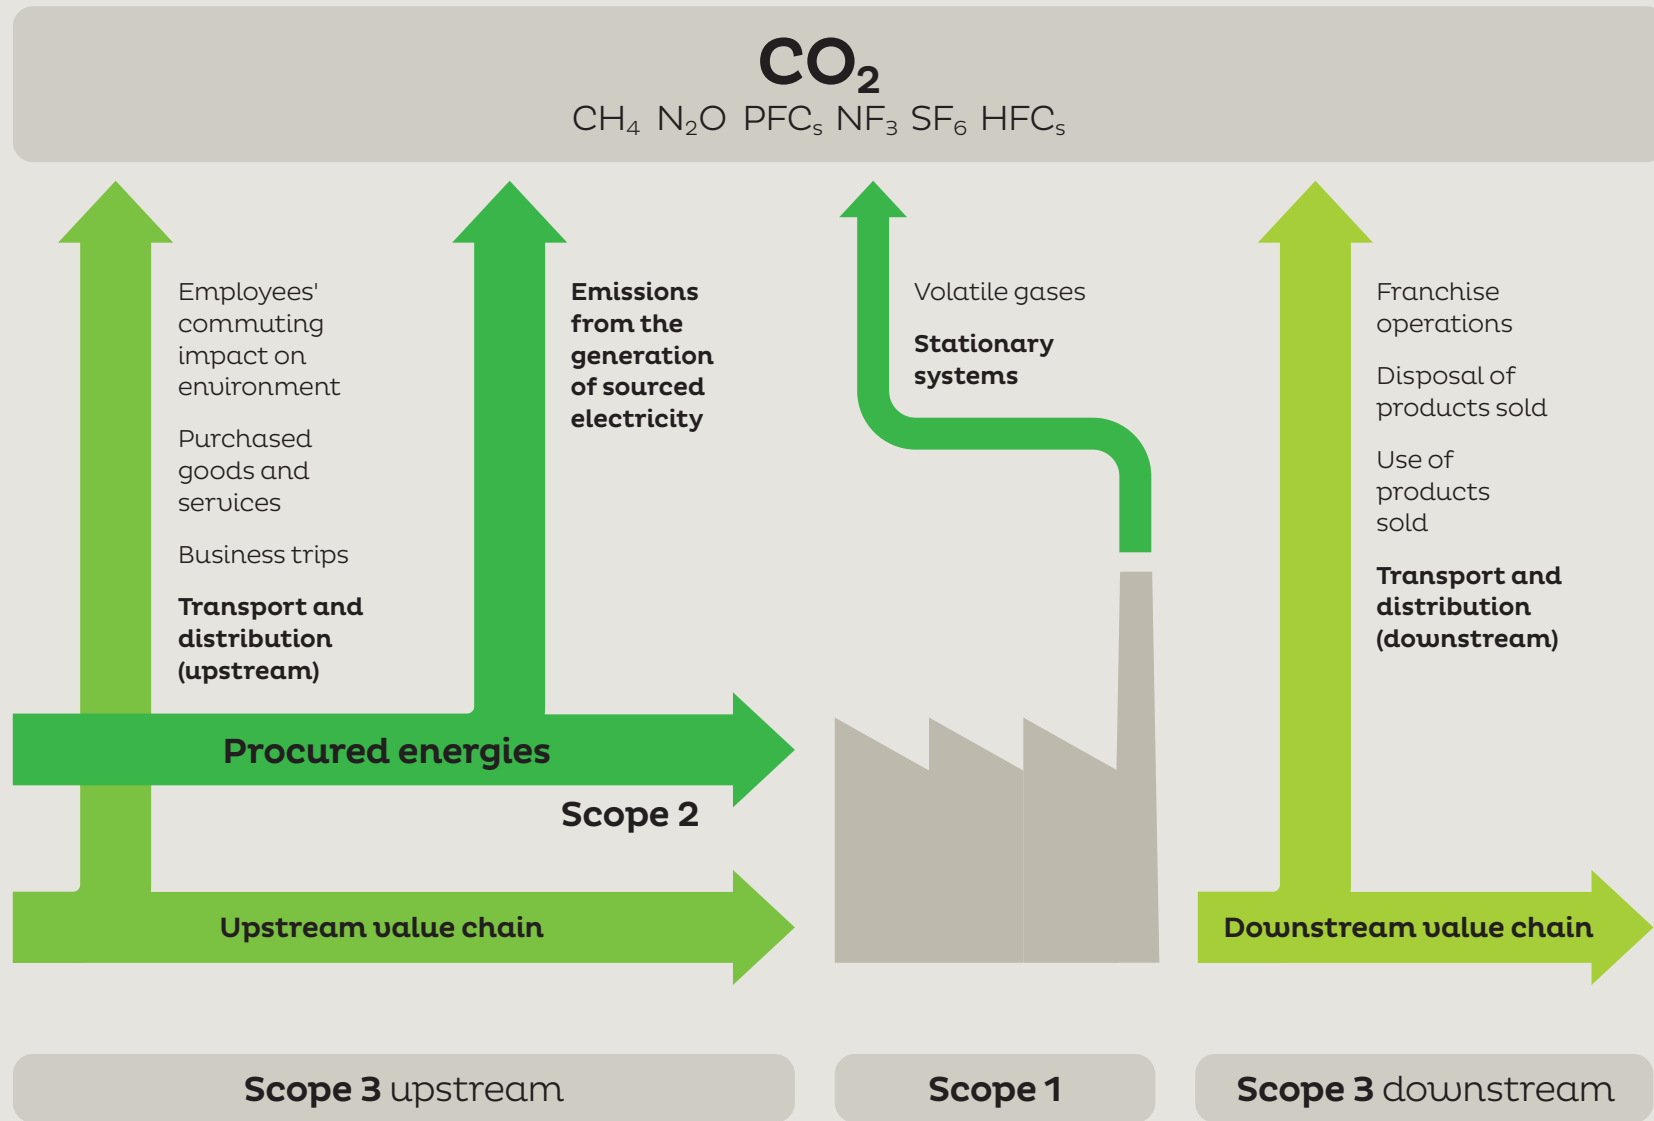 CO₂
CH₄ N₂O PFCₛ NF₃ SF₆ HFCₛ
Employees'
commuting
impact on
environment
Purchased
goods and
services
Business trips
Transport and
distribution
(upstream)
Emissions
from the
generation
of sourced
electricity
Volatile gases
Stationary
systems
Franchise
operations
Disposal of
products sold
Use of
products
sold
Transport and
distribution
(downstream)
Procured energies
Scope 2
Upstream value chain
Downstream value chain
Scope 3 upstream
Scope 1
Scope 3 downstream